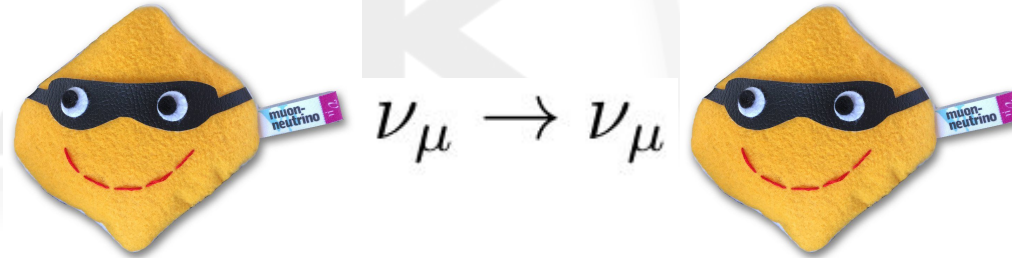 muon-
neutrino
ν_μ → ν_μ
muon-
neutrino